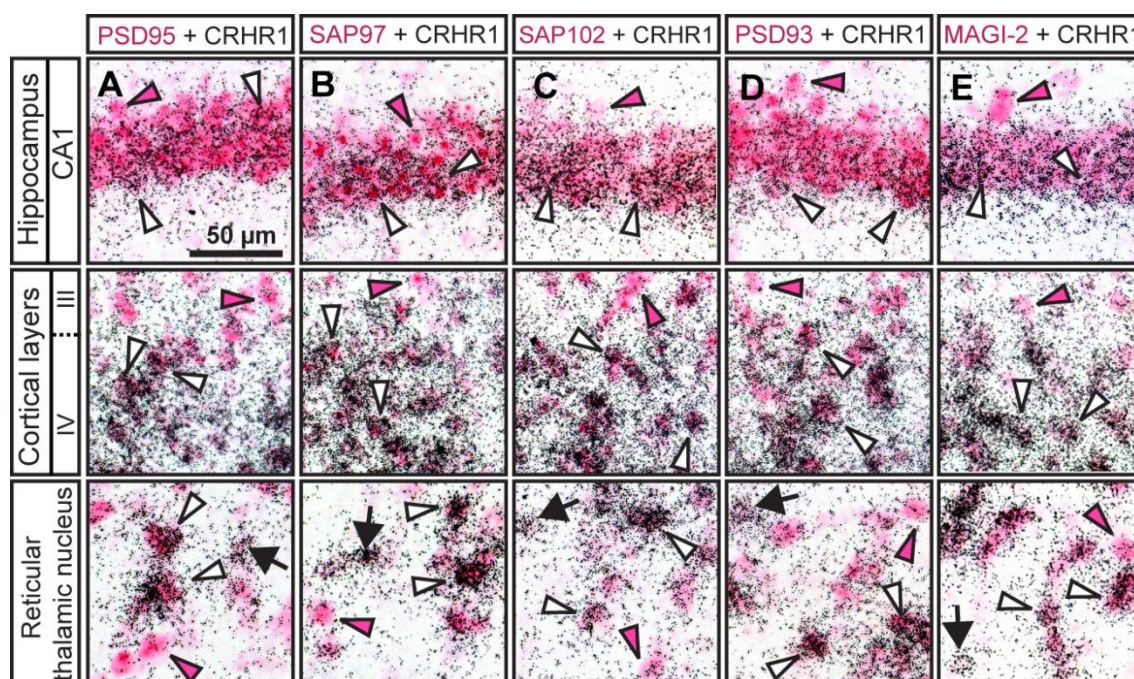 PSD95 + CRHR1
SAP97 + CRHR1
SAP102 + CRHR1
PSD93 + CRHR1
MAGI-2 + CRHR1
Hippocampus
CA1
A
B
C
D
E
50 µm
Cortical layers
III
IV
Reticular
thalamic nucleus